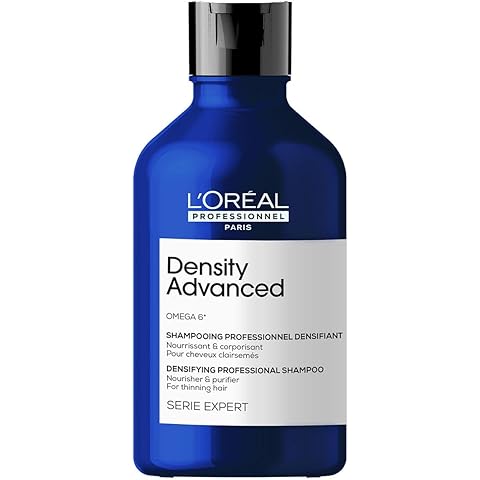 L'ORÉAL
PROFESSIONNEL
PARIS
Density
Advanced
OMEGA 6*
SHAMPOOING PROFESSIONNEL DENSIFIANT
Nourrissant & corporisant
Pour cheveux clairsemés
DENSIFYING PROFESSIONAL SHAMPOO
Nourisher & purifier
For thinning hair
SERIE EXPERT